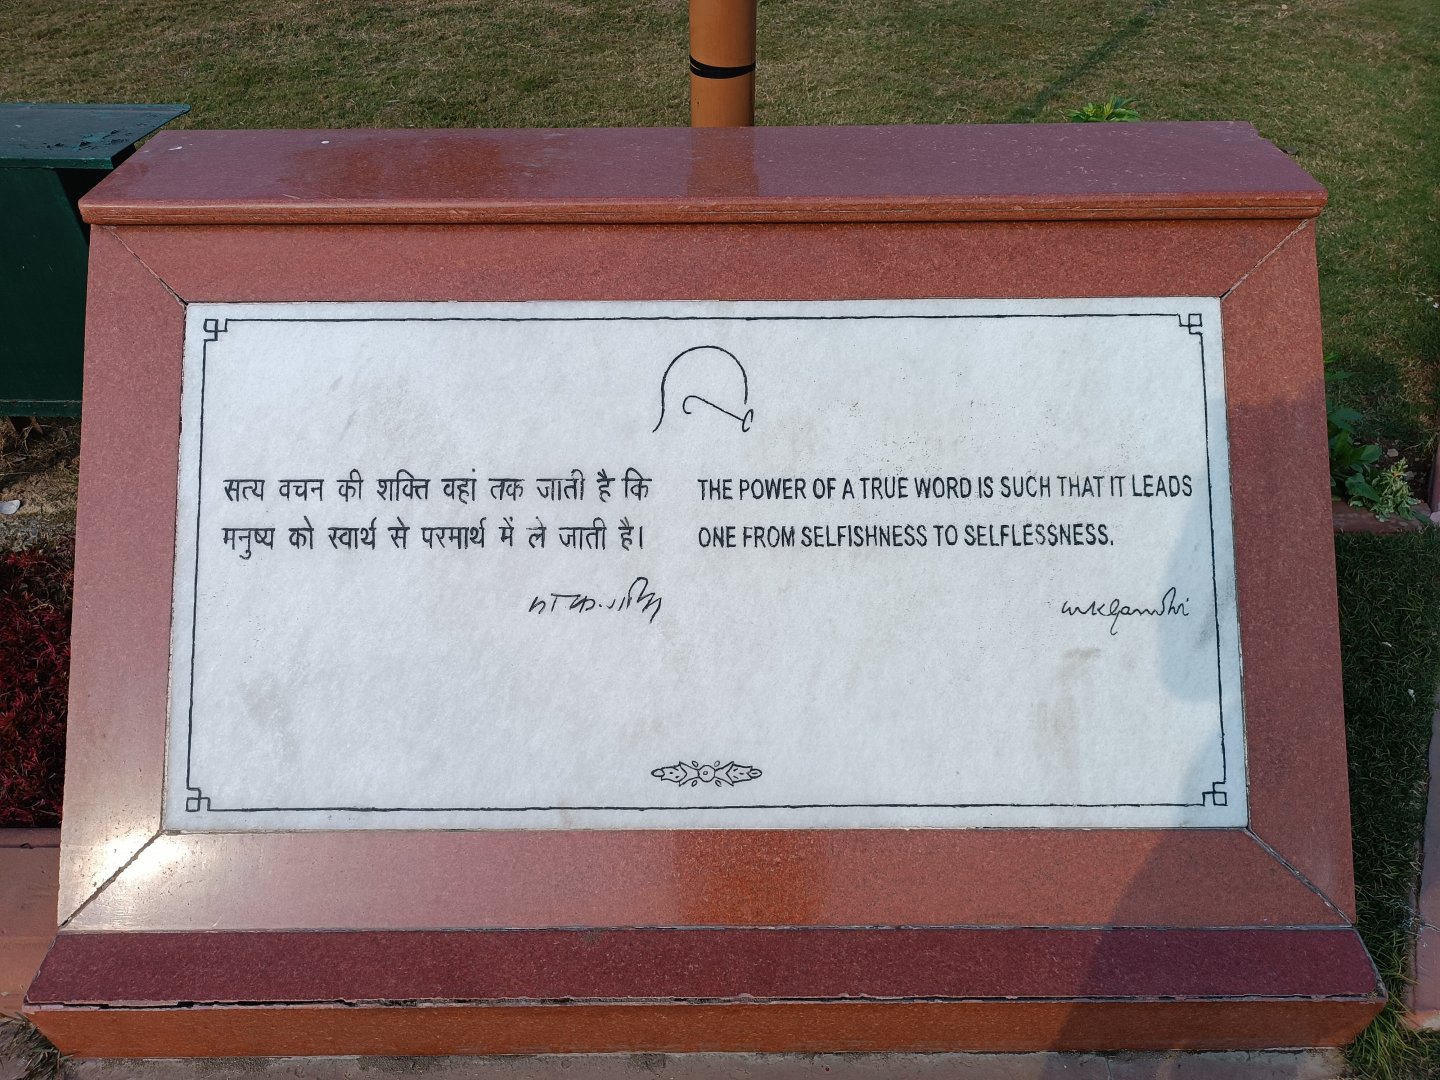 सत्य वचन की शक्ति वहां तक जाती है कि
मनुष्य को स्वार्थ से परमार्थ में ले जाती है।
मो. क. गांधी
THE POWER OF A TRUE WORD IS SUCH THAT IT LEADS
ONE FROM SELFISHNESS TO SELFLESSNESS.
mkgandhi